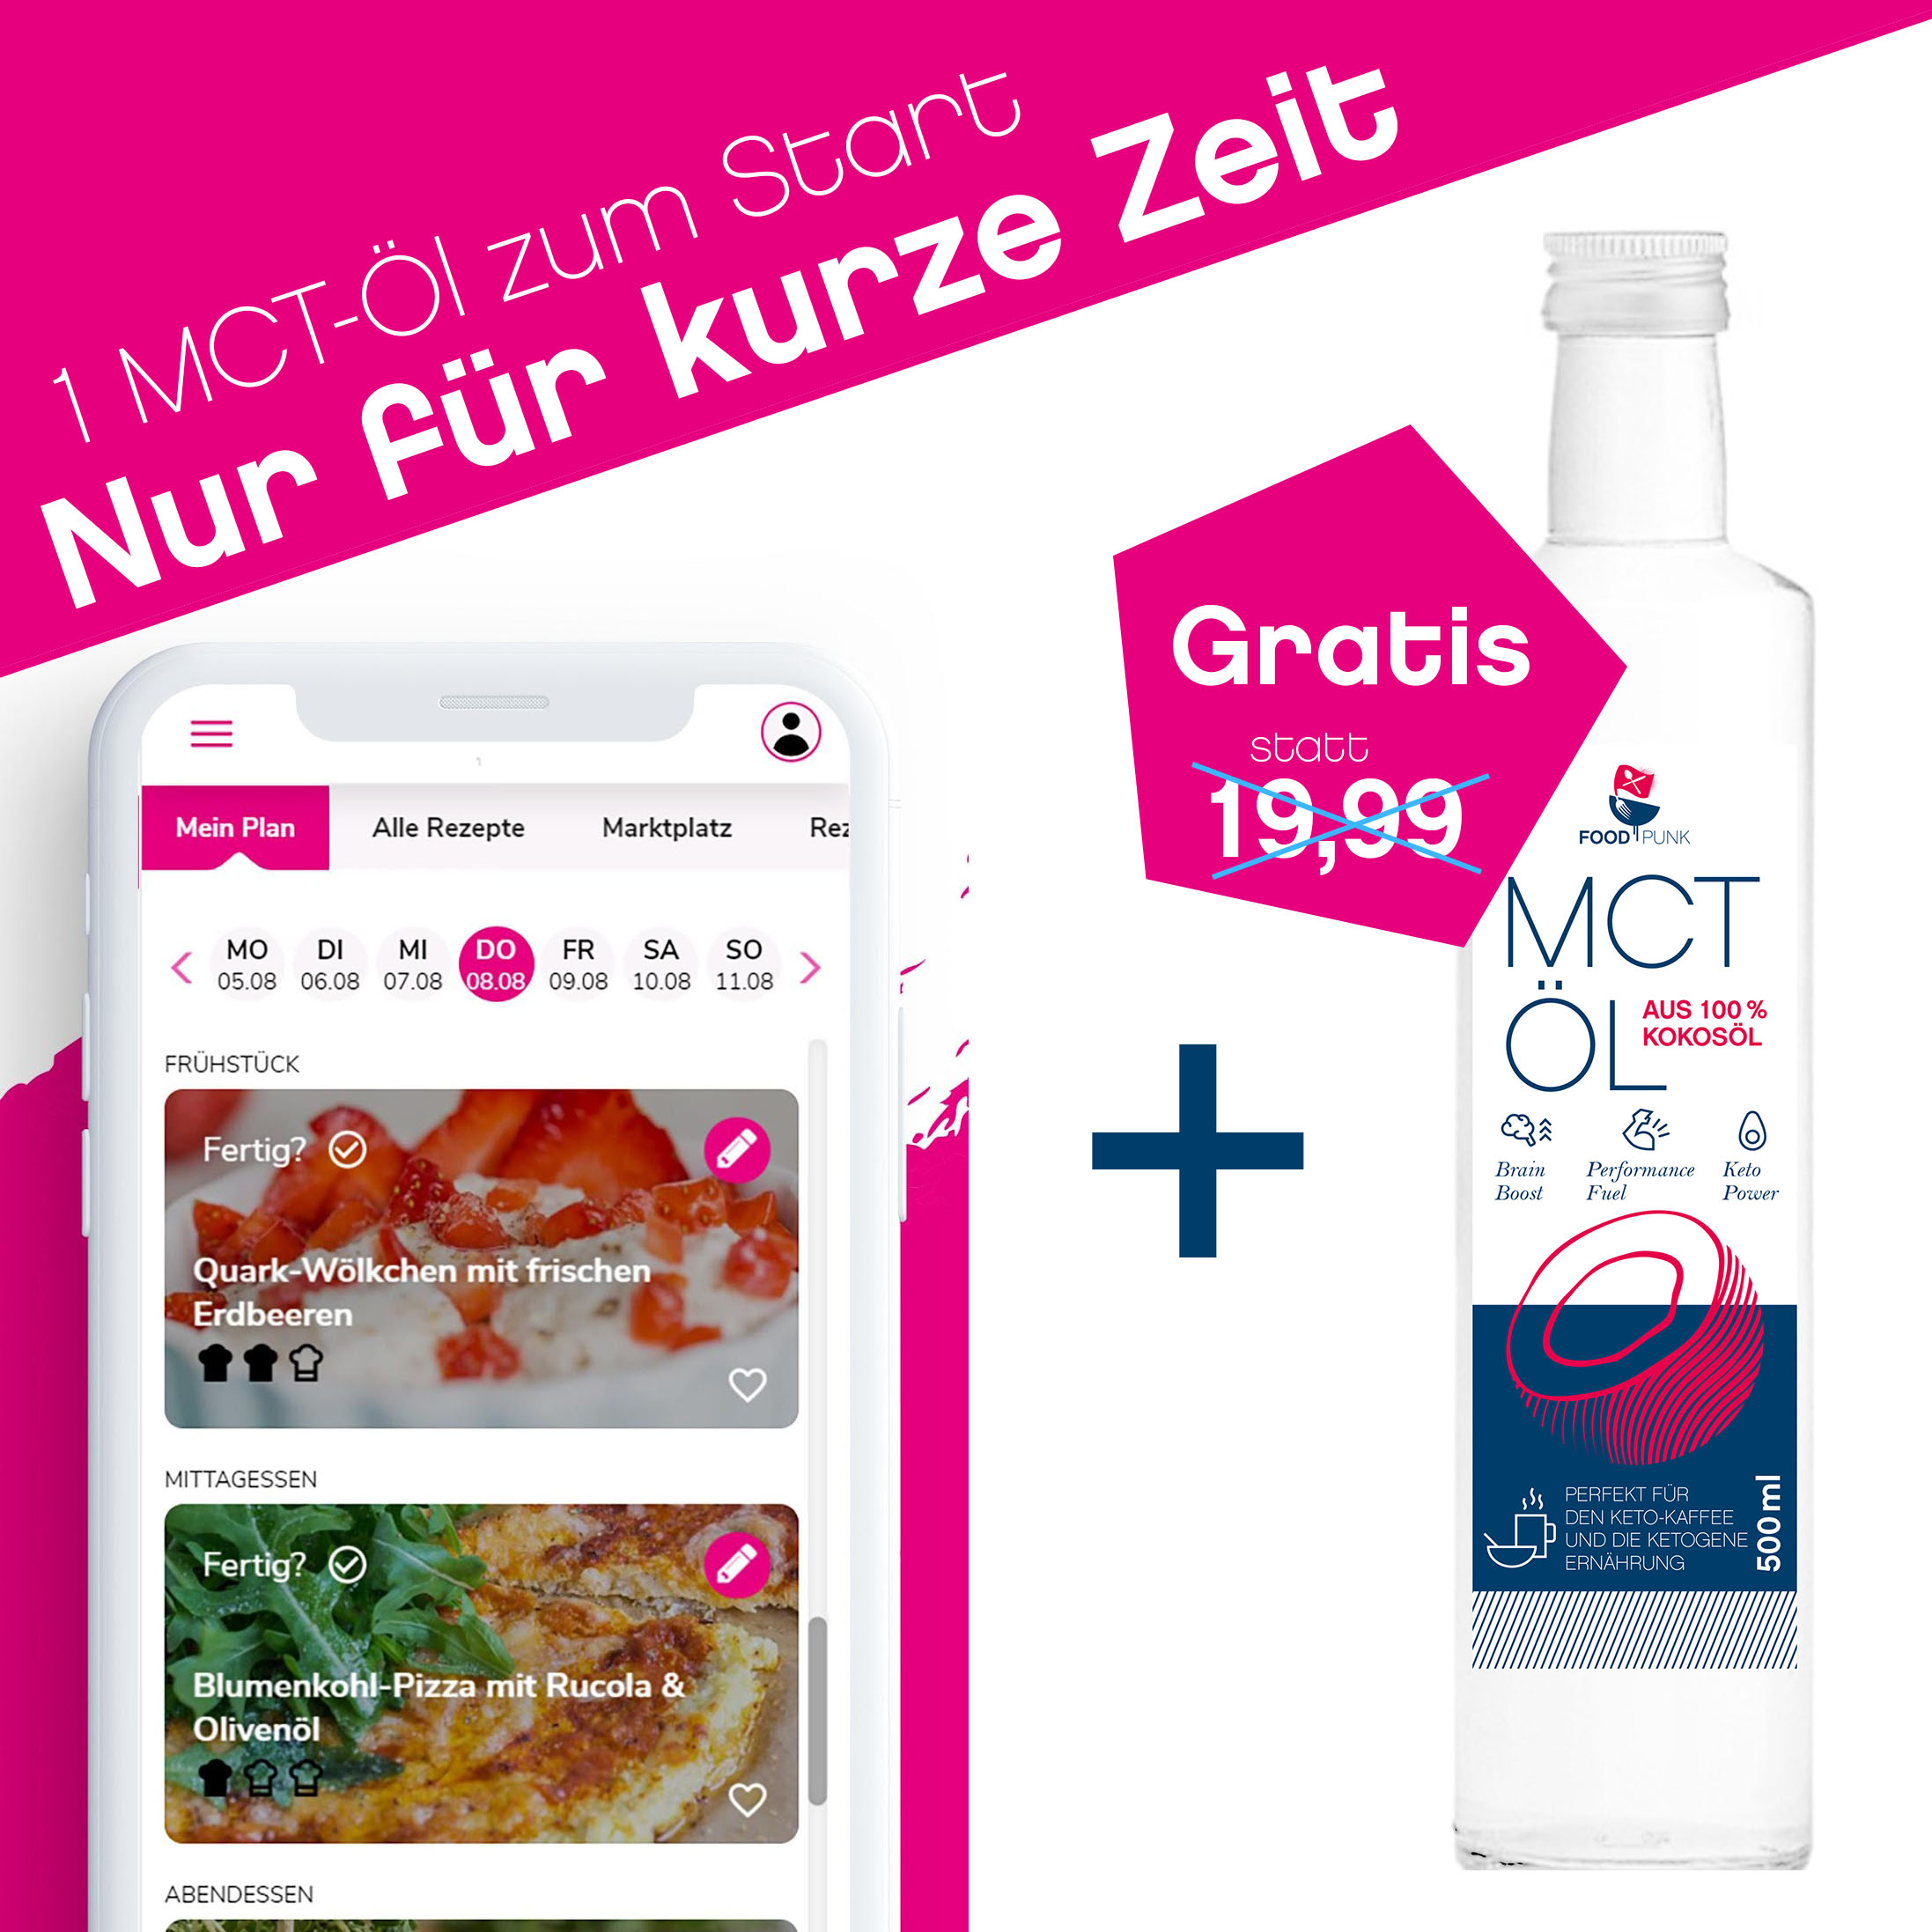 1 MCT-Öl zum Start
Nur für kurze Zeit
Gratis
statt
19,99
Mein Plan
Alle Rezepte
Marktplatz
Rez
MO
DI
MI
DO
FR
SA
SO
05.08
06.08
07.08
08.08
09.08
10.08
11.08
FRÜHSTÜCK
Fertig?
Quark-Wölkchen mit frischen
Erdbeeren
MITTAGESSEN
Fertig?
Blumenkohl-Pizza mit Rucola &
Olivenöl
ABENDESSEN
FOOD PUNK
MCT
ÖL
AUS 100 %
KOKOSÖL
Brain
Boost
Performance
Fuel
Keto
Power
PERFEKT FÜR
DEN KETO-KAFFEE
UND DIE KETOGENE
ERNÄHRUNG
500 ml